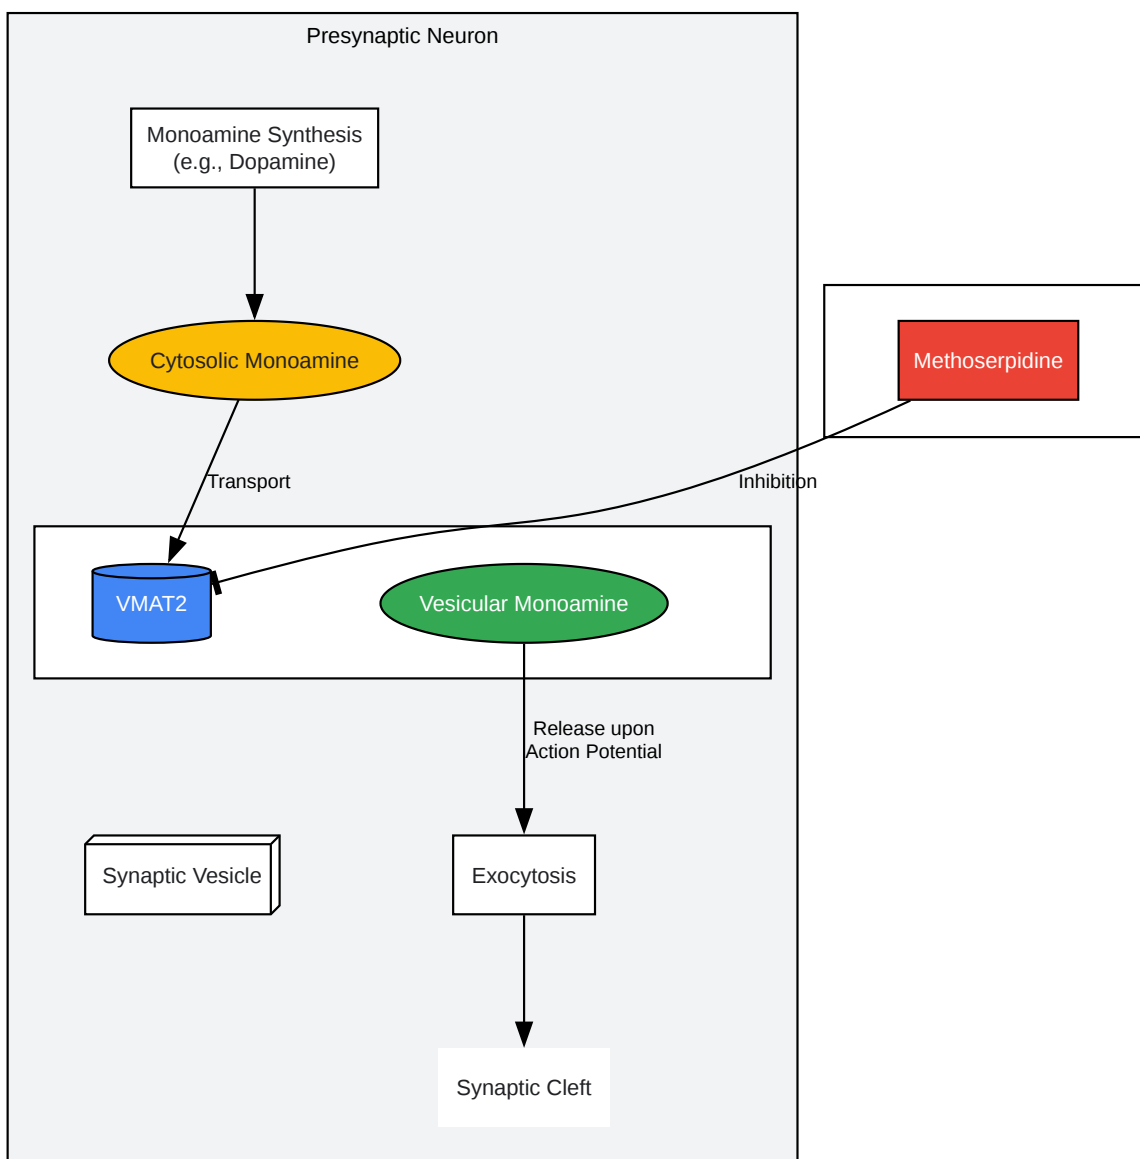 Presynaptic Neuron
Monoamine Synthesis
(e.g., Dopamine)
Cytosolic Monoamine
Methoserpidine
Transport
Inhibition
VMAT2
Vesicular Monoamine
Release upon
Action Potential
Synaptic Vesicle
Exocytosis
Synaptic Cleft